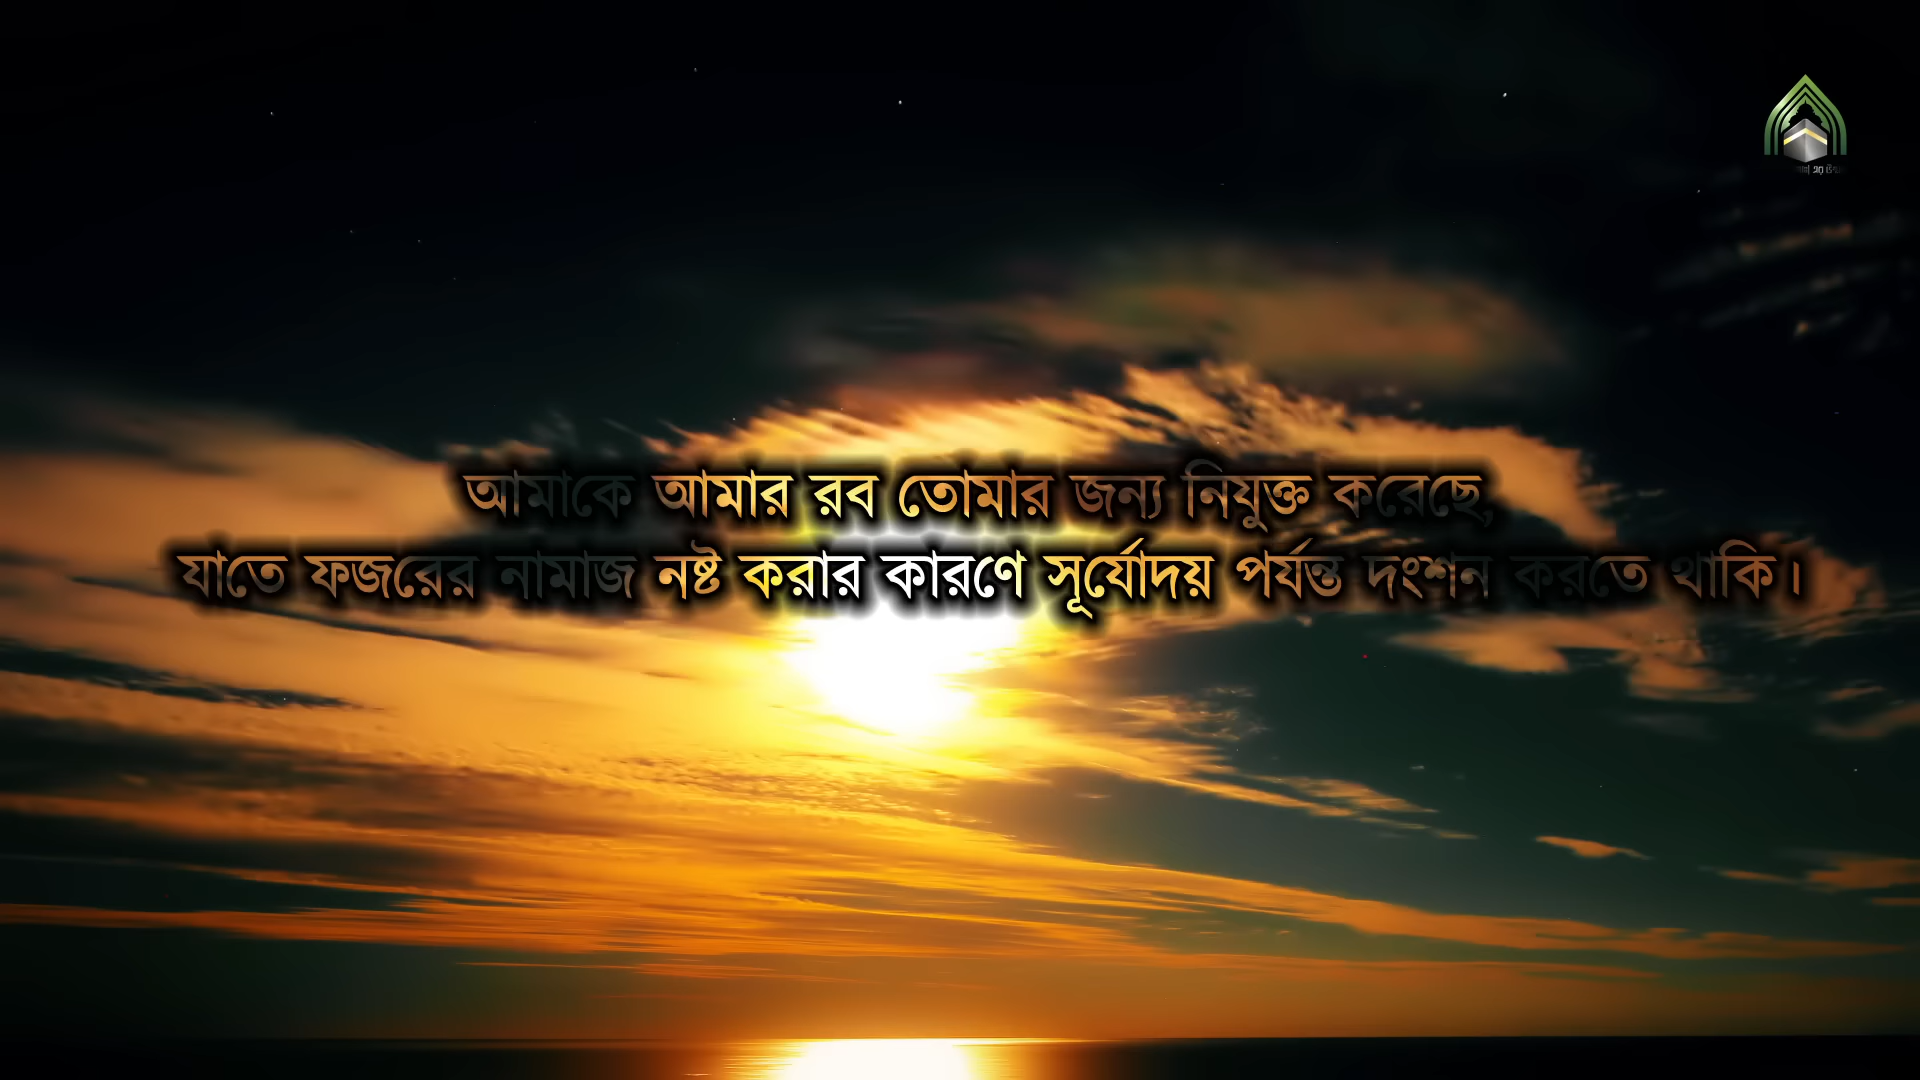 আমাকে আমার রব তোমার জন্য নিযুক্ত করেছে,
যাতে ফজরের নামাজ নষ্ট করার কারণে সূর্যোদয় পর্যন্ত দংশন করতে থাকি।